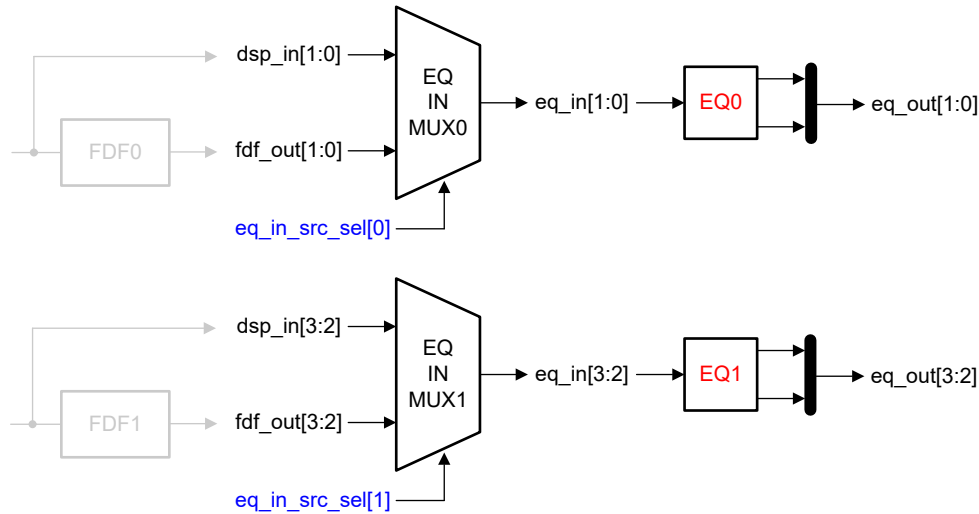 dsp_in[1:0]
EQ
IN
MUX0
eq_in[1:0]
EQ0
eq_out[1:0]
FDF0
fdf_out[1:0]
eq_in_src_sel[0]
dsp_in[3:2]
EQ
IN
MUX1
eq_in[3:2]
EQ1
eq_out[3:2]
FDF1
fdf_out[3:2]
eq_in_src_sel[1]